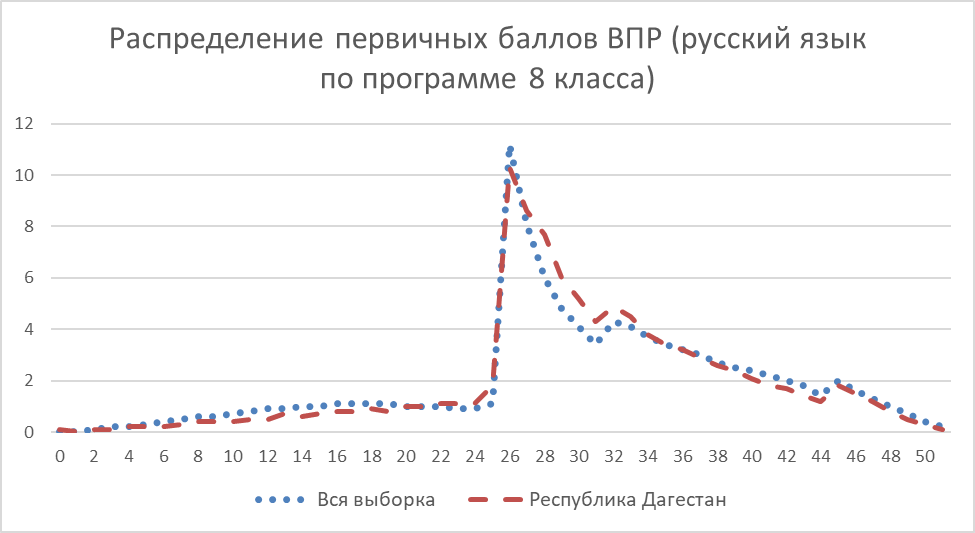 Распределение первичных баллов ВПР (русский язык
по программе 8 класса)
12
10
8
6
4
2
0
0 2 4 6 8 10 12 14 16 18 20 22 24 26 28 30 32 34 36 38 40 42 44 46 48 50
Вся выборка Республика Дагестан